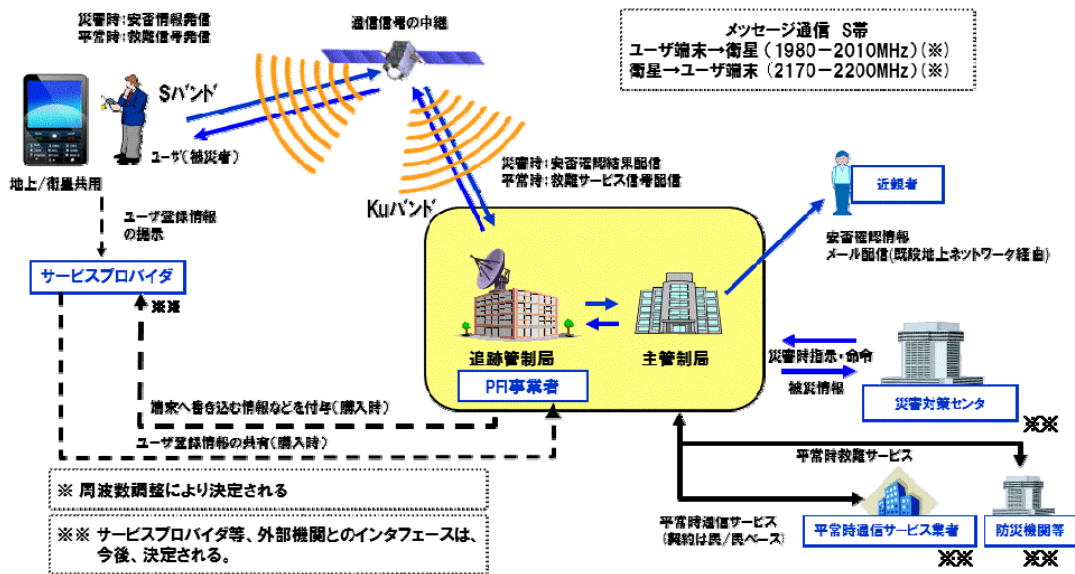 災害時:安否情報発信
平常時:救難信号発信
通信信号の中継
メッセージ通信 S帯
ユーザ端末→衛星(1980-2010MHz)(※)
衛星→ユーザ端末(2170-2200MHz)(※)
Sバンド
ユーザ(被災者)
地上/衛星共用
災害時:安否確認結果配信
平常時:救難サービス信号配信
Kuバンド
近親者
ユーザ登録情報
の提示
安否確認情報
メール配信(既設地上ネットワーク経由)
サービスプロバイダ
※※
追跡管制局
主管制局
PFI事業者
災害時指示・命令
被災情報
災害対策センタ
※※
端末へ書き込む情報などを付与(購入時)
ユーザ登録情報の共有(購入時)
平常時救難サービス
※ 周波数調整により決定される
平常時通信サービス
(契約は民/民ベース)
平常時通信サービス業者
※※
防災機関等
※※
※※ サービスプロバイダ等、外部機関とのインタフェースは、
今後、決定される。